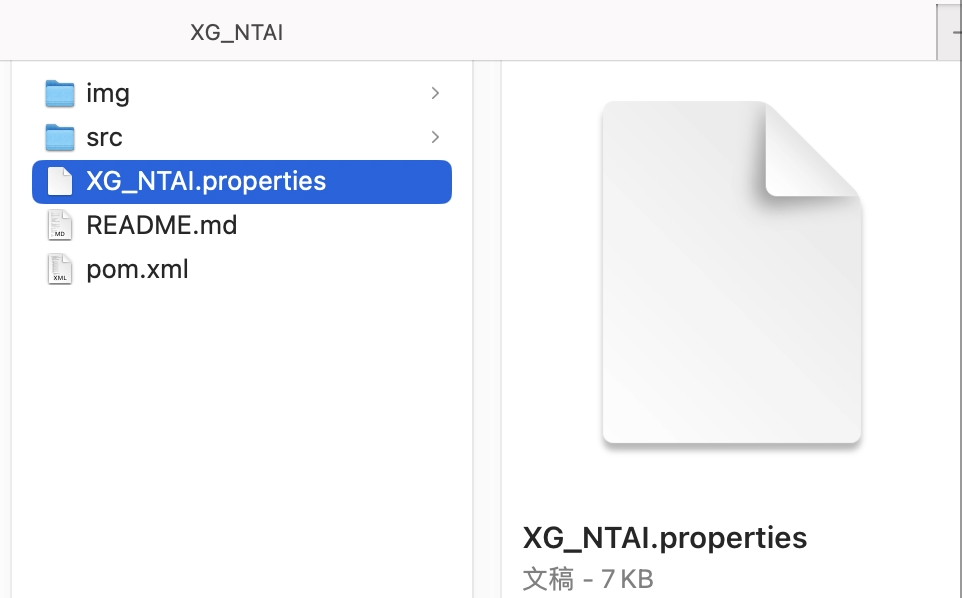 XG_NTAI
img
src
XG_NTAI.properties
README.md
pom.xml
MD
XML
XG_NTAI.properties
文稿 - 7 KB